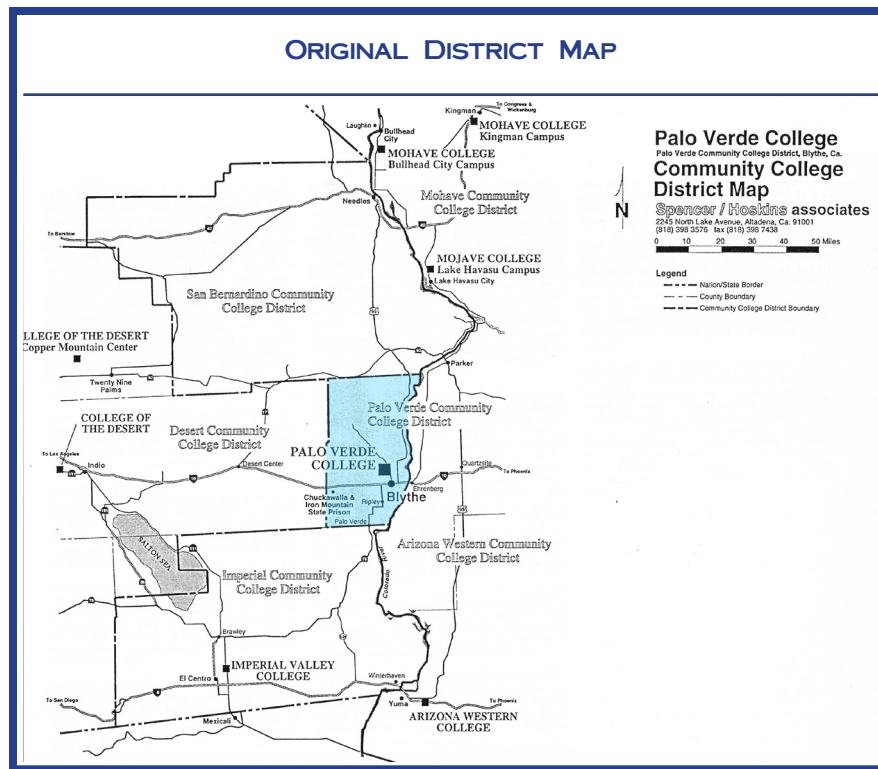 ORIGINAL DISTRICT MAP
Palo Verde College
Palo Verde Community College District, Blythe, Ca.
Community College
District Map
Spencer / Hoskins associates
2245 North Lake Avenue, Altadena, Ca. 91001
(818) 398 3576 fax (818) 398 7438
N
0 10 20 30 40 50 Miles
Legend
Nation/State Border
County Boundary
Community College District Boundary
To Congress &
Wickenburg
Kingman
MOHAVE COLLEGE
Kingman Campus
Laughlin
Bullhead
City
MOHAVE COLLEGE
Bullhead City Campus
Mohave Community
College District
Needles
To Barstow
MOJAVE COLLEGE
Lake Havasu Campus
Lake Havasu City
San Bernardino Community
College District
95
LLEGE OF THE DESERT
Copper Mountain Center
Twenty Nine
Palms
Parker
COLLEGE OF
THE DESERT
Desert Community
College District
Palo Verde Community
College District
To Los Angeles
Indio
Desert Center
PALO VERDE
COLLEGE
Quartzsite
To Phoenix
Ehrenberg
Blythe
Chuckawalla &
Iron Mountain
State Prison
Ripley
Palo Verde
95
SALTON SEA
Arizona Western Community
College District
Imperial Community
College District
Colorado
River
Brawley
IMPERIAL VALLEY
COLLEGE
El Centro
Winterhaven
To San Diego
Yuma
To Phoenix
Mexicali
ARIZONA WESTERN
COLLEGE